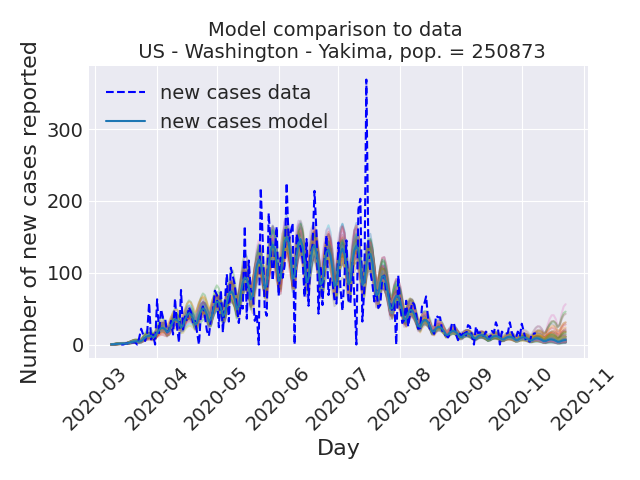 Model comparison to data
US - Washington - Yakima, pop. = 250873
Number of new cases reported
new cases data
new cases model
300
200
100
0
2020-03
2020-04
2020-05
2020-06
2020-07
2020-08
2020-09
2020-10
2020-11
Day